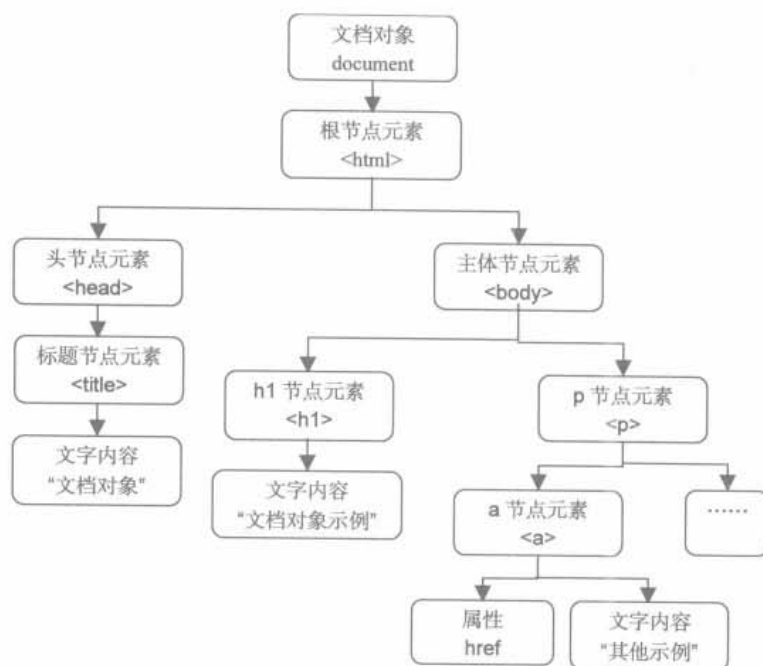 文档对象
document
根节点元素
<html>
头节点元素
<head>
主体节点元素
<body>
标题节点元素
<title>
h1 节点元素
<h1>
p 节点元素
<p>
文字内容
“文档对象”
文字内容
“文档对象示例”
a 节点元素
<a>
……
属性
href
文字内容
“其他示例”